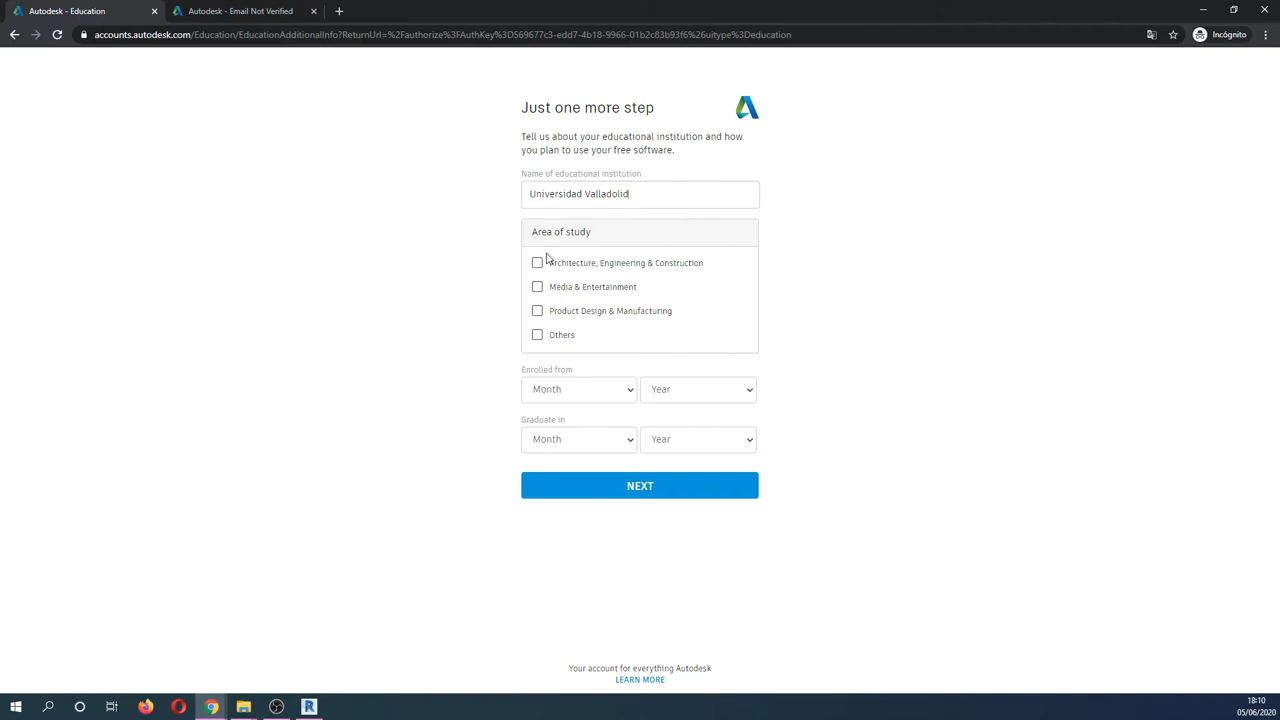 Autodesk - Education
Autodesk - Email Not Verified
accounts.autodesk.com/Education/EducationAdditionalInfo?ReturnUrl=%2Fauthorize%3FAuthKey%3D569677c3-edd7-4b18-9966-01b2c83b93f6%26uitype%3Deducation
Incógnito
Just one more step
Tell us about your educational institution and how
you plan to use your free software.
Name of educational institution
Universidad Valladolid
Area of study
Architecture, Engineering & Construction
Media & Entertainment
Product Design & Manufacturing
Others
Enrolled from
Month Year
Graduate in
Month Year
NEXT
Your account for everything Autodesk
LEARN MORE
18:10
05/06/2020